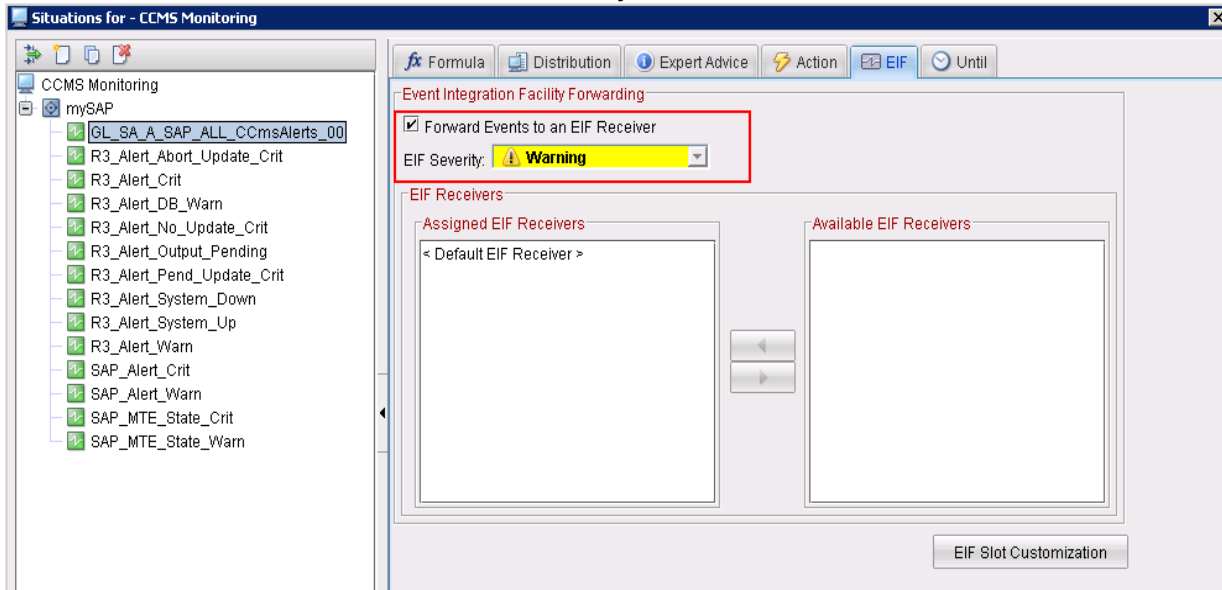 Situations for - CCMS Monitoring
CCMS Monitoring
mySAP
GL_SA_A_SAP_ALL_CCmsAlerts_00
R3_Alert_Abort_Update_Crit
R3_Alert_Crit
R3_Alert_DB_Warn
R3_Alert_No_Update_Crit
R3_Alert_Output_Pending
R3_Alert_Pend_Update_Crit
R3_Alert_System_Down
R3_Alert_System_Up
R3_Alert_Warn
SAP_Alert_Crit
SAP_Alert_Warn
SAP_MTE_State_Crit
SAP_MTE_State_Warn
fx Formula Distribution Expert Advice Action EIF Until
Event Integration Facility Forwarding
Forward Events to an EIF Receiver
EIF Severity: Warning
EIF Receivers
Assigned EIF Receivers
< Default EIF Receiver >
Available EIF Receivers
EIF Slot Customization